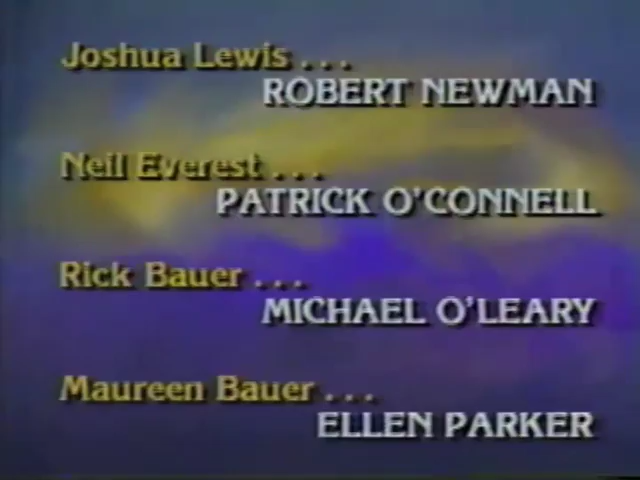 Joshua Lewis . . .
ROBERT NEWMAN
Neil Everest . . .
PATRICK O'CONNELL
Rick Bauer . . .
MICHAEL O'LEARY
Maureen Bauer . . .
ELLEN PARKER